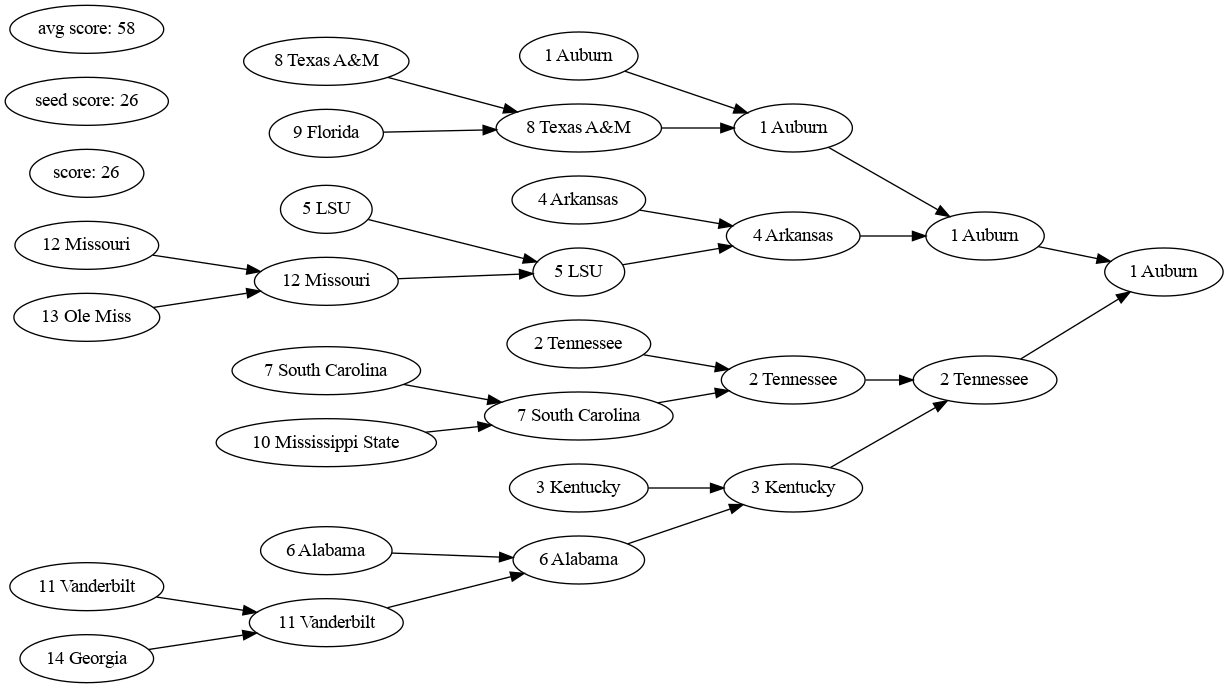 avg score: 58
seed score: 26
score: 26
12 Missouri
13 Ole Miss
11 Vanderbilt
14 Georgia
8 Texas A&M
9 Florida
5 LSU
12 Missouri
7 South Carolina
10 Mississippi State
6 Alabama
11 Vanderbilt
1 Auburn
8 Texas A&M
4 Arkansas
5 LSU
2 Tennessee
7 South Carolina
3 Kentucky
6 Alabama
1 Auburn
4 Arkansas
2 Tennessee
3 Kentucky
1 Auburn
2 Tennessee
1 Auburn